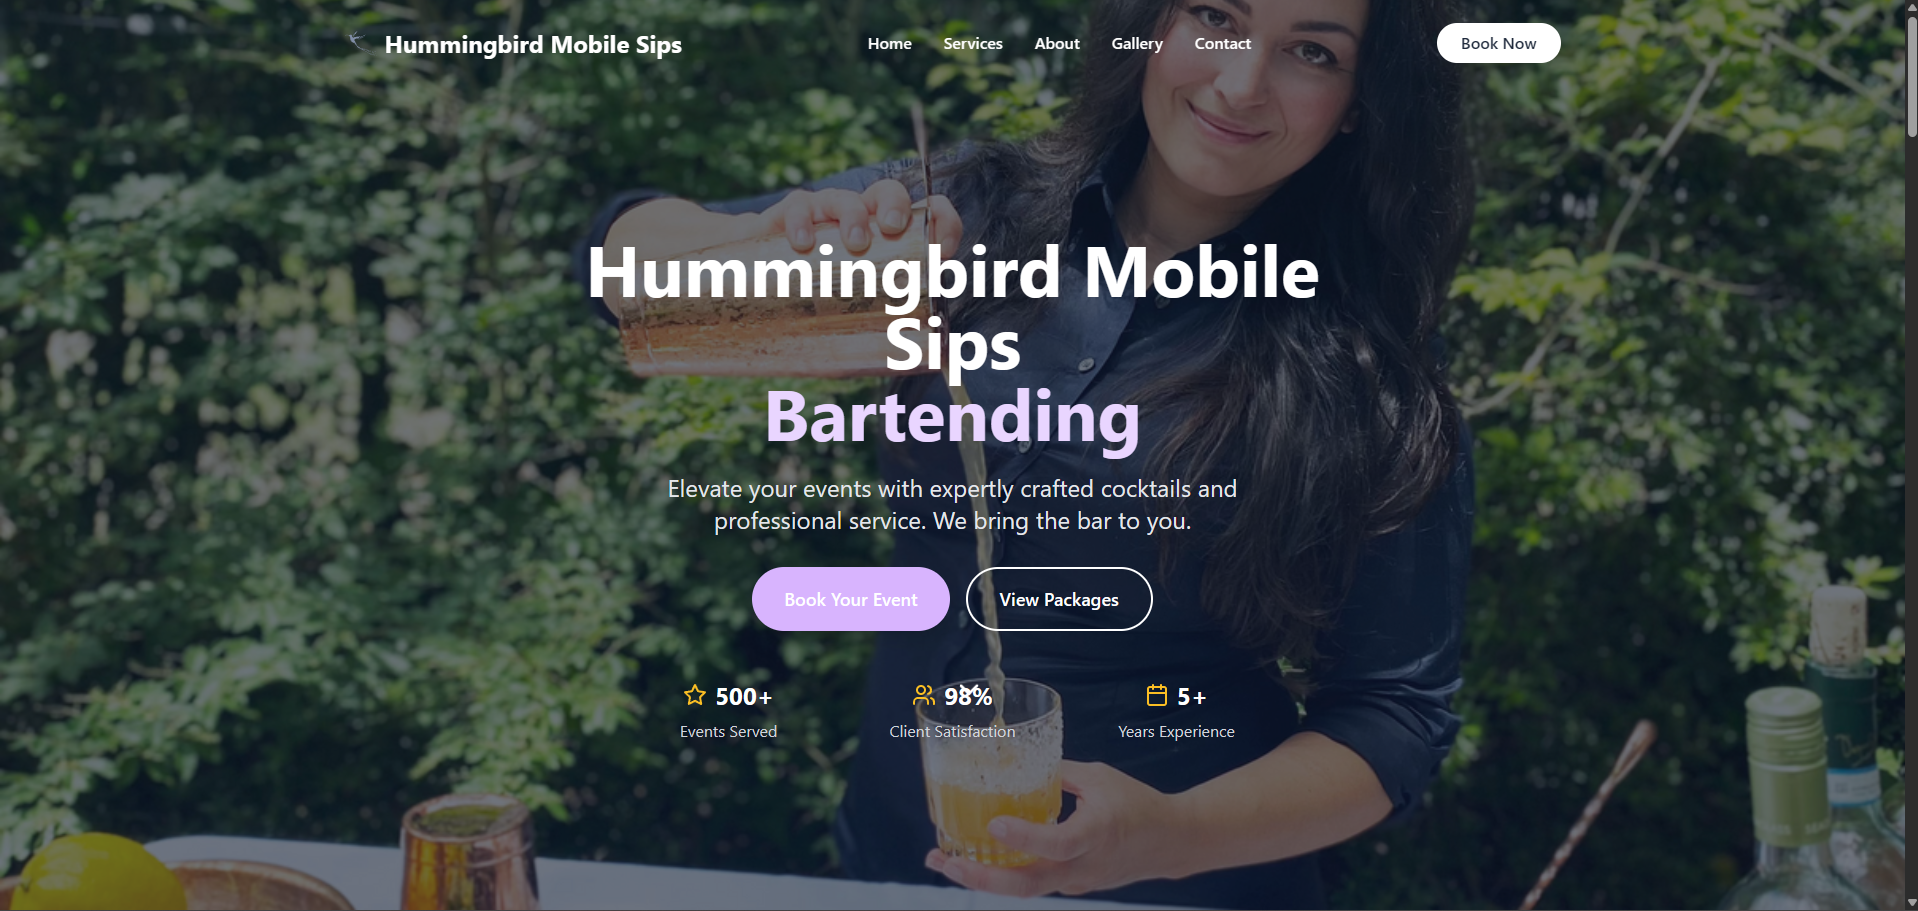 Hummingbird Mobile Sips
Home Services About Gallery Contact
Book Now
Hummingbird Mobile
Sips
Bartending
Elevate your events with expertly crafted cocktails and
professional service. We bring the bar to you.
Book Your Event
View Packages
500+
Events Served
98%
Client Satisfaction
5+
Years Experience